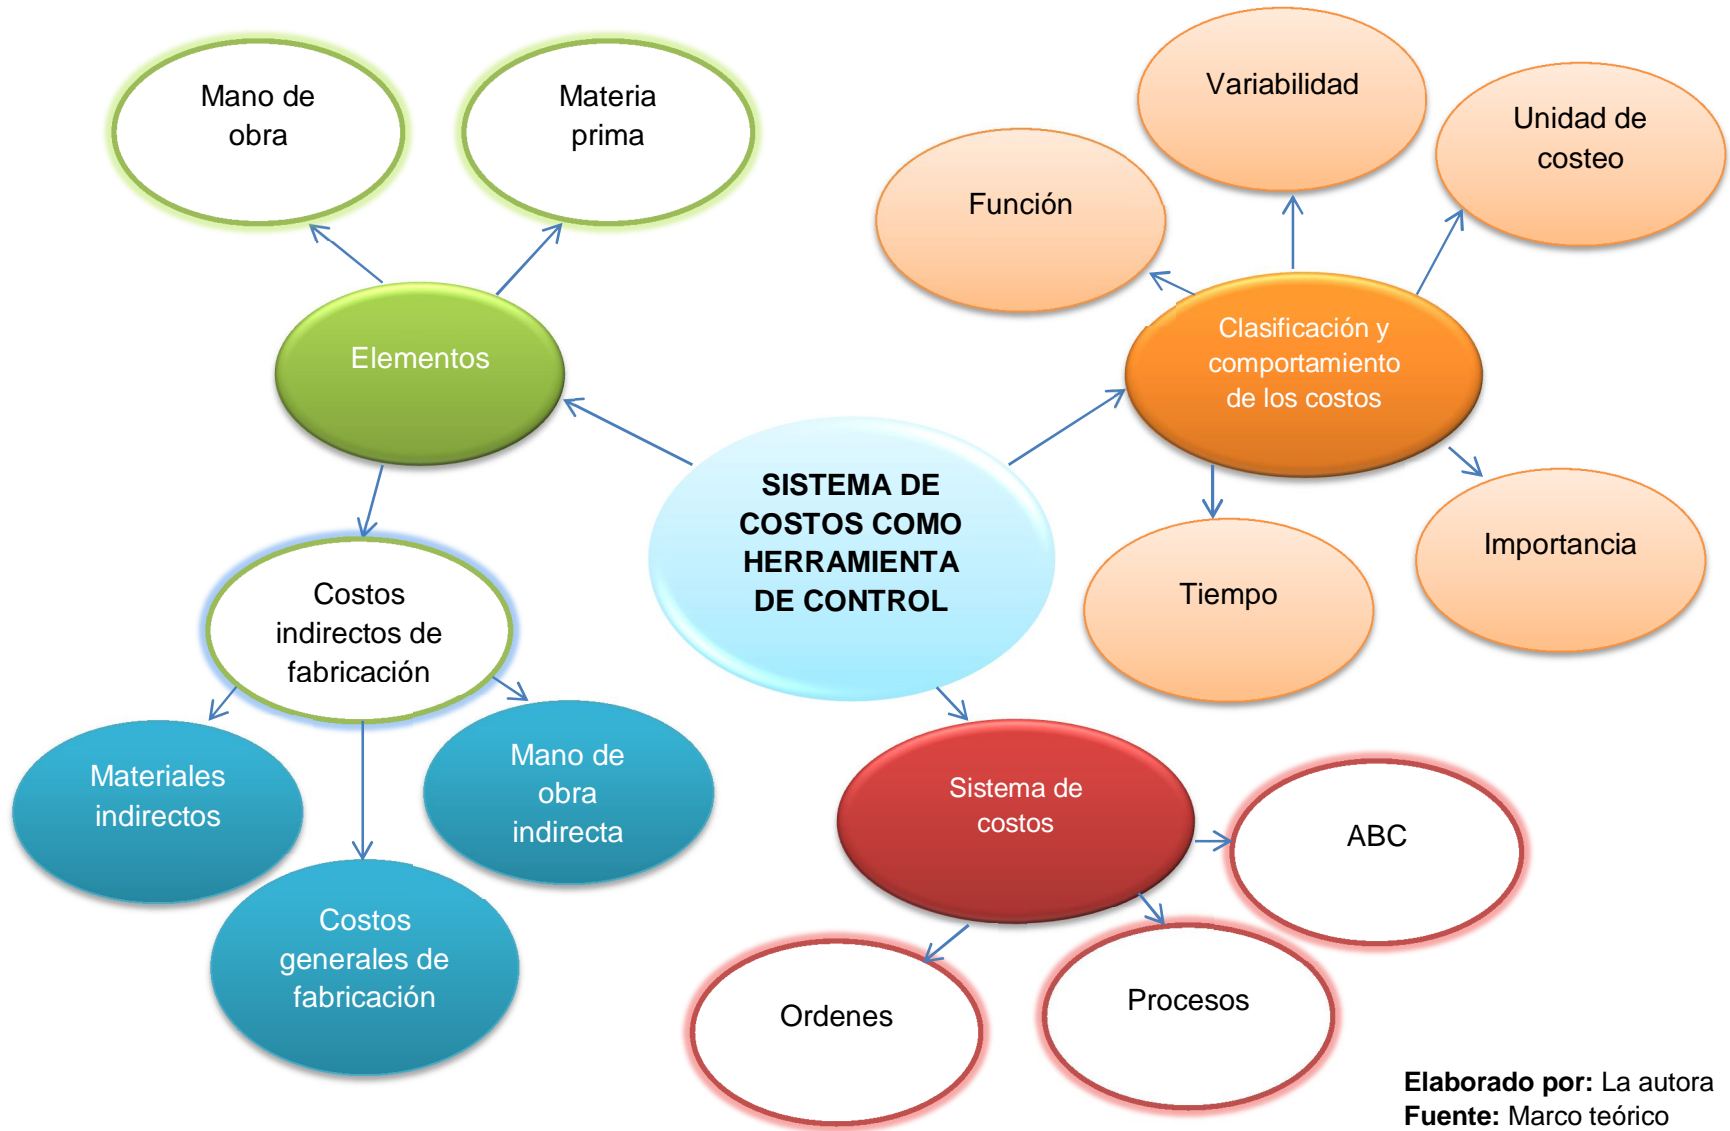 Mano de
obra
Materia
prima
Variabilidad
Unidad de
costeo
Función
Elementos
Clasificación y
comportamiento
de los costos
SISTEMA DE
COSTOS COMO
HERRAMIENTA
DE CONTROL
Importancia
Tiempo
Costos
indirectos de
fabricación
Materiales
indirectos
Mano de
obra
indirecta
Costos
generales de
fabricación
Sistema de
costos
ABC
Procesos
Ordenes
Elaborado por: La autora
Fuente: Marco teórico